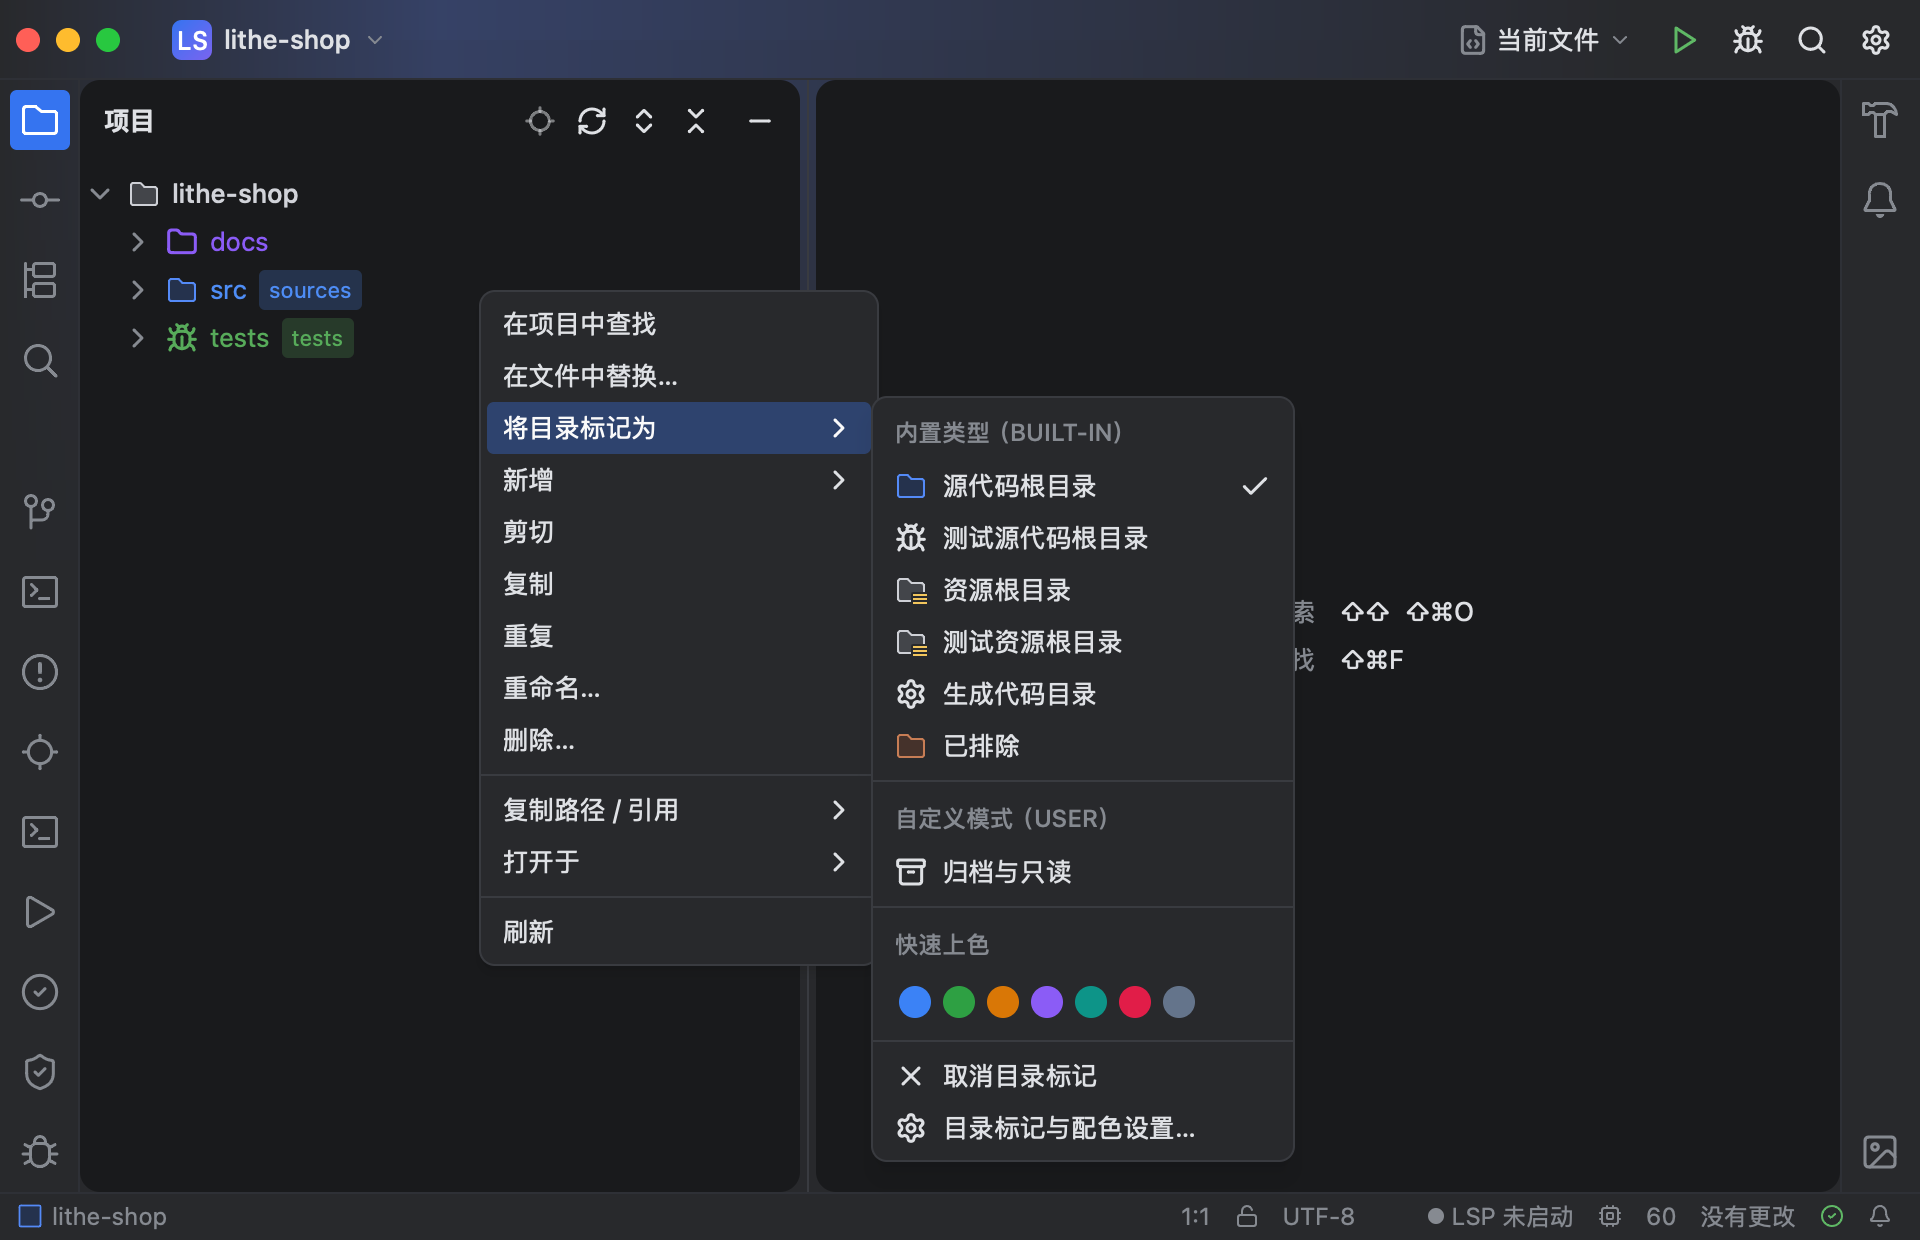 LS lithe-shop
当前文件
项目
lithe-shop
docs
src sources
tests tests
在项目中查找
在文件中替换...
将目录标记为
新增
剪切
复制
重复
重命名...
删除...
复制路径 / 引用
打开于
刷新
内置类型（BUILT-IN）
源代码根目录
测试源代码根目录
资源根目录
测试资源根目录
生成代码目录
已排除
自定义模式（USER）
归档与只读
快速上色
取消目录标记
目录标记与配色设置...
索 ⇧⇧ ⇧⌘O
找 ⇧⌘F
lithe-shop
1:1 UTF-8 LSP 未启动 60 没有更改